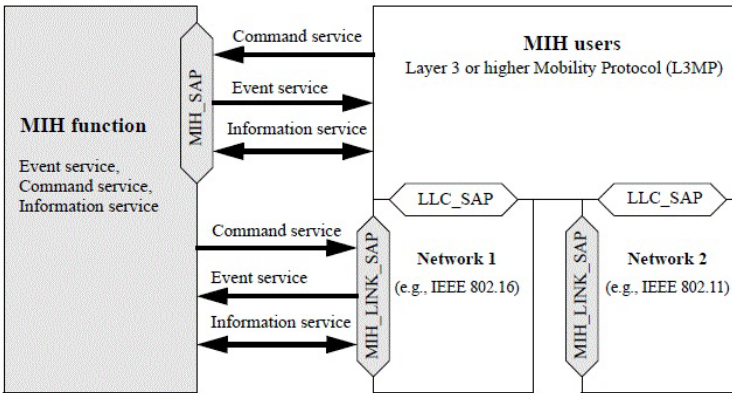 MIH function
Event service,
Command service,
Information service
MIH_SAP
Command service
Event service
Information service
MIH users
Layer 3 or higher Mobility Protocol (L3MP)
LLC_SAP
LLC_SAP
Command service
Event service
Information service
MIH_LINK_SAP
Network 1
(e.g., IEEE 802.16)
MIH_LINK_SAP
Network 2
(e.g., IEEE 802.11)